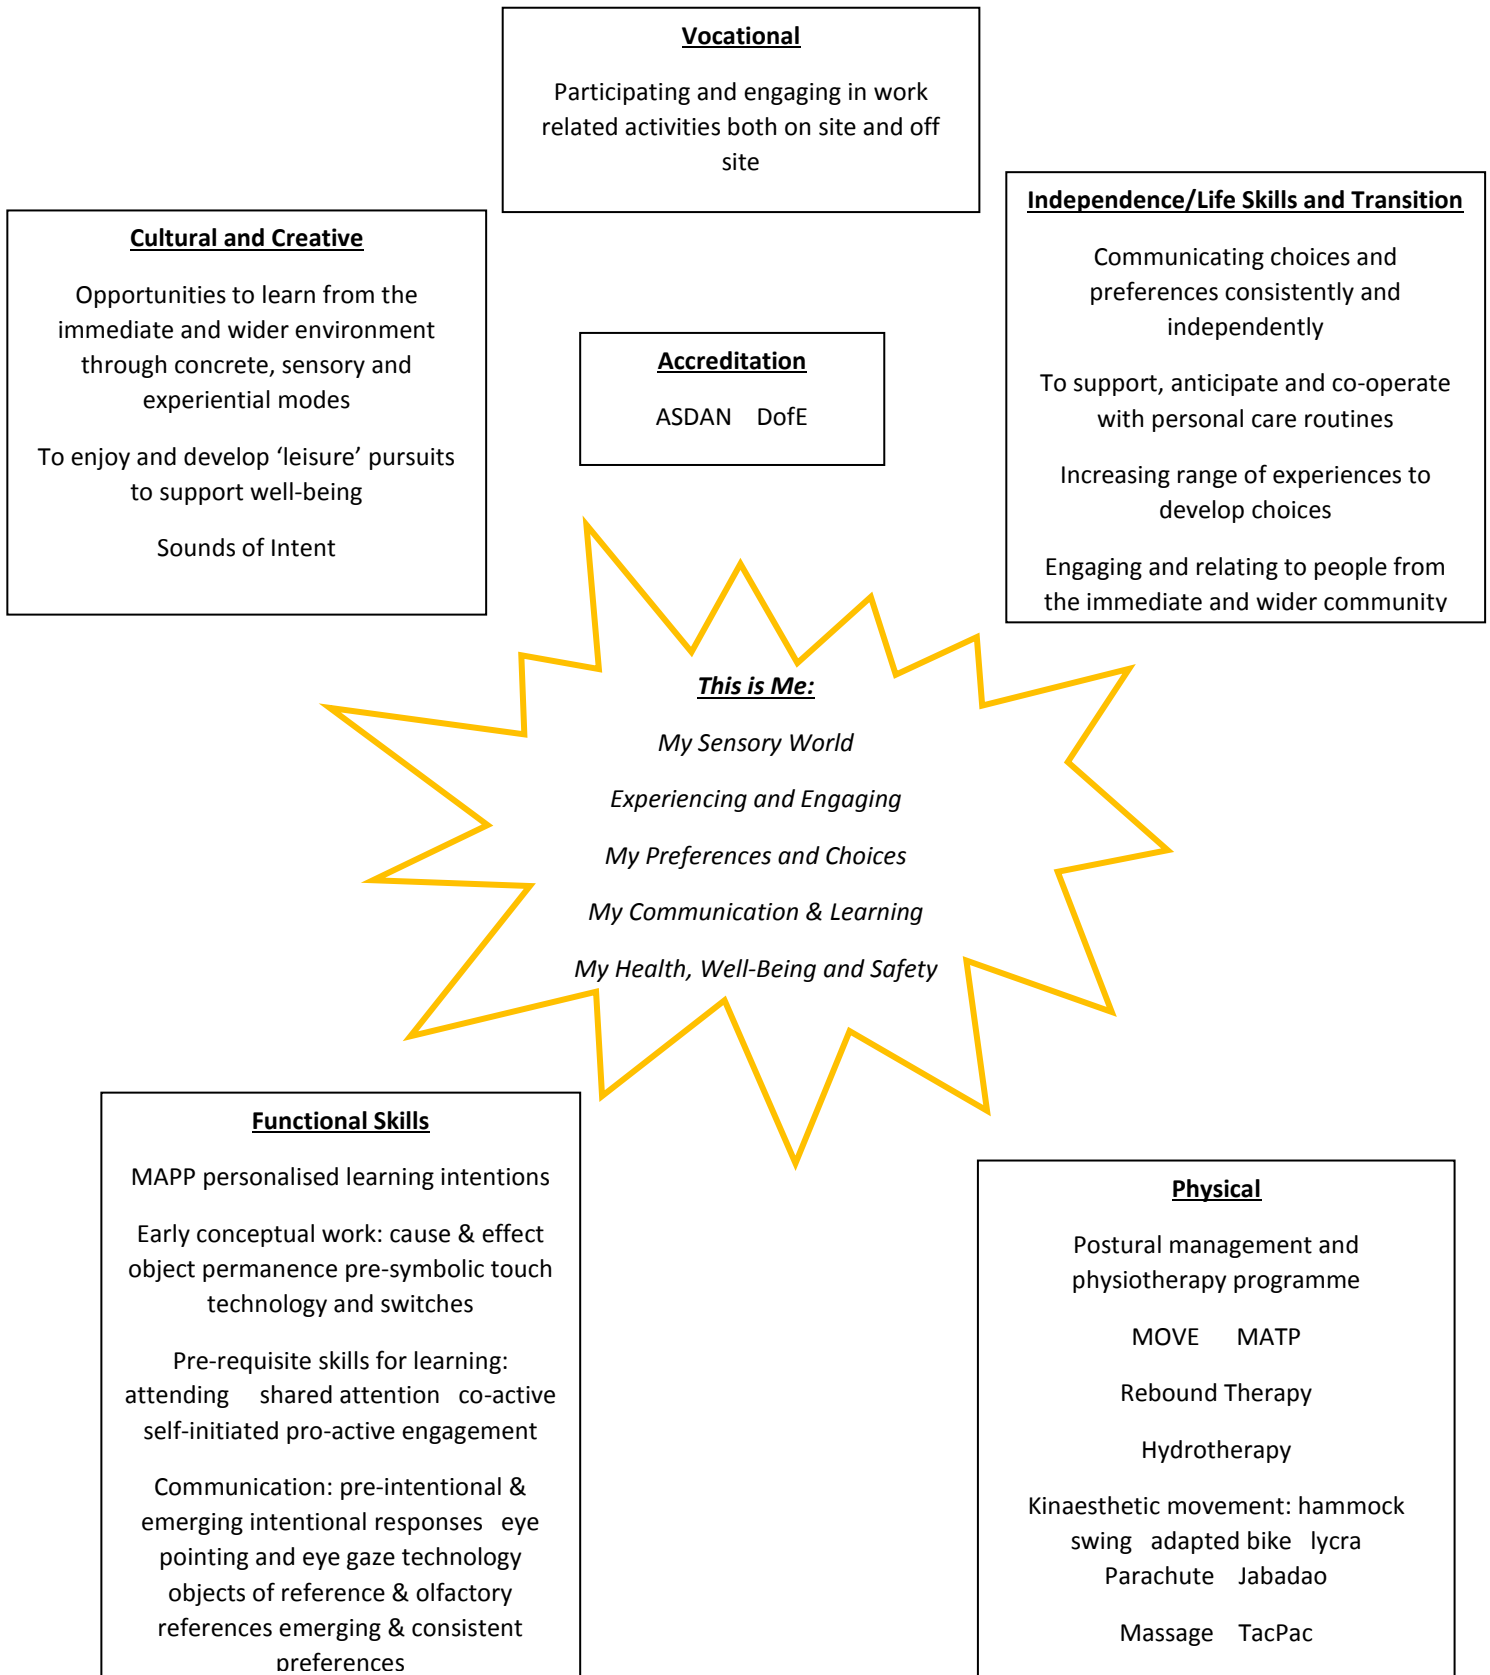 Vocational
Participating and engaging in work
related activities both on site and off
site
Independence/Life Skills and Transition
Communicating choices and
preferences consistently and
independently
To support, anticipate and co-operate
with personal care routines
Increasing range of experiences to
develop choices
Engaging and relating to people from
the immediate and wider community
Cultural and Creative
Opportunities to learn from the
immediate and wider environment
through concrete, sensory and
experiential modes
To enjoy and develop ‘leisure’ pursuits
to support well-being
Sounds of Intent
Accreditation
ASDAN DofE
This is Me:
My Sensory World
Experiencing and Engaging
My Preferences and Choices
My Communication & Learning
My Health, Well-Being and Safety
Functional Skills
MAPP personalised learning intentions
Early conceptual work: cause & effect
object permanence pre-symbolic touch
technology and switches
Pre-requisite skills for learning:
attending shared attention co-active
self-initiated pro-active engagement
Communication: pre-intentional &
emerging intentional responses eye
pointing and eye gaze technology
objects of reference & olfactory
references emerging & consistent
preferences
Physical
Postural management and
physiotherapy programme
MOVE MATP
Rebound Therapy
Hydrotherapy
Kinaesthetic movement: hammock
swing adapted bike lycra
Parachute Jabadao
Massage TacPac